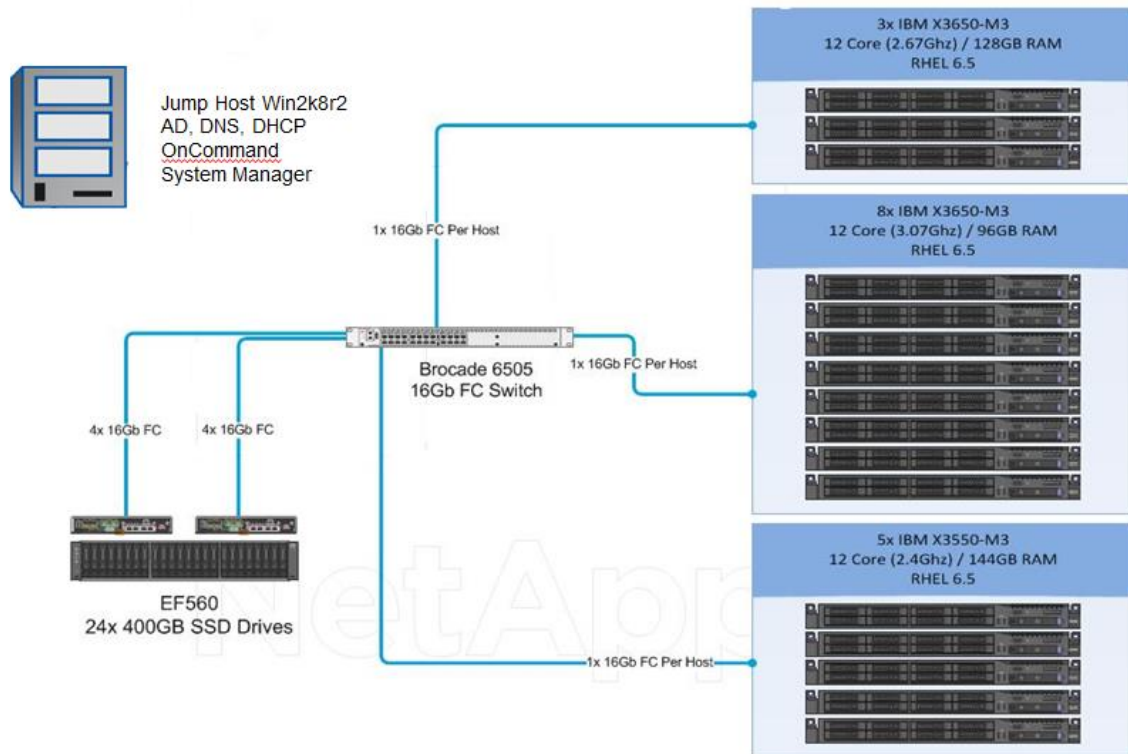 Jump Host Win2k8r2
AD, DNS, DHCP
OnCommand
System Manager
3x IBM X3650-M3
12 Core (2.67Ghz) / 128GB RAM
RHEL 6.5
1x 16Gb FC Per Host
8x IBM X3650-M3
12 Core (3.07Ghz) / 96GB RAM
RHEL 6.5
Brocade 6505
16Gb FC Switch
1x 16Gb FC Per Host
4x 16Gb FC
4x 16Gb FC
EF560
24x 400GB SSD Drives
5x IBM X3550-M3
12 Core (2.4Ghz) / 144GB RAM
RHEL 6.5
1x 16Gb FC Per Host
NetApp